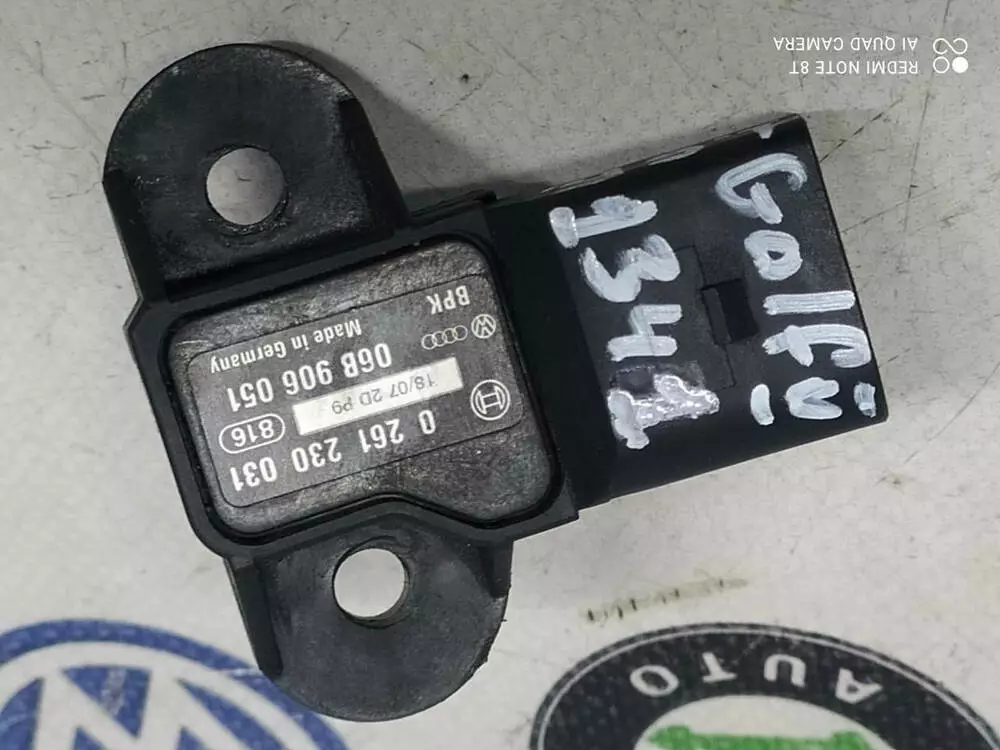 REDMI NOTE 8T
AI QUAD CAMERA
0 261 230 031
18/07 2D P9
816
06B 906 051
Made in Germany
BPK
Golf
934
AUTO